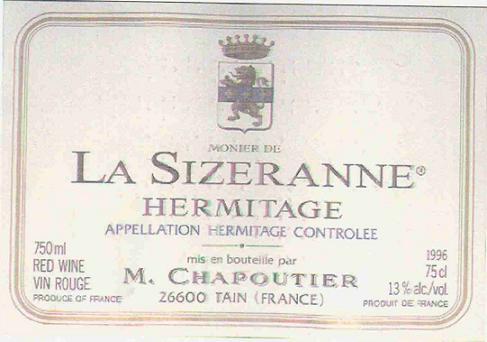 MONIER DE
LA SIZERANNE®
HERMITAGE
APPELLATION HERMITAGE CONTROLEE
mis en bouteille par
M. CHAPOUTIER
26600 TAIN (FRANCE)
750 ml
RED WINE
VIN ROUGE
PRODUCE OF FRANCE
1996
75 cl
13% alc./vol.
PRODUIT DE FRANCE